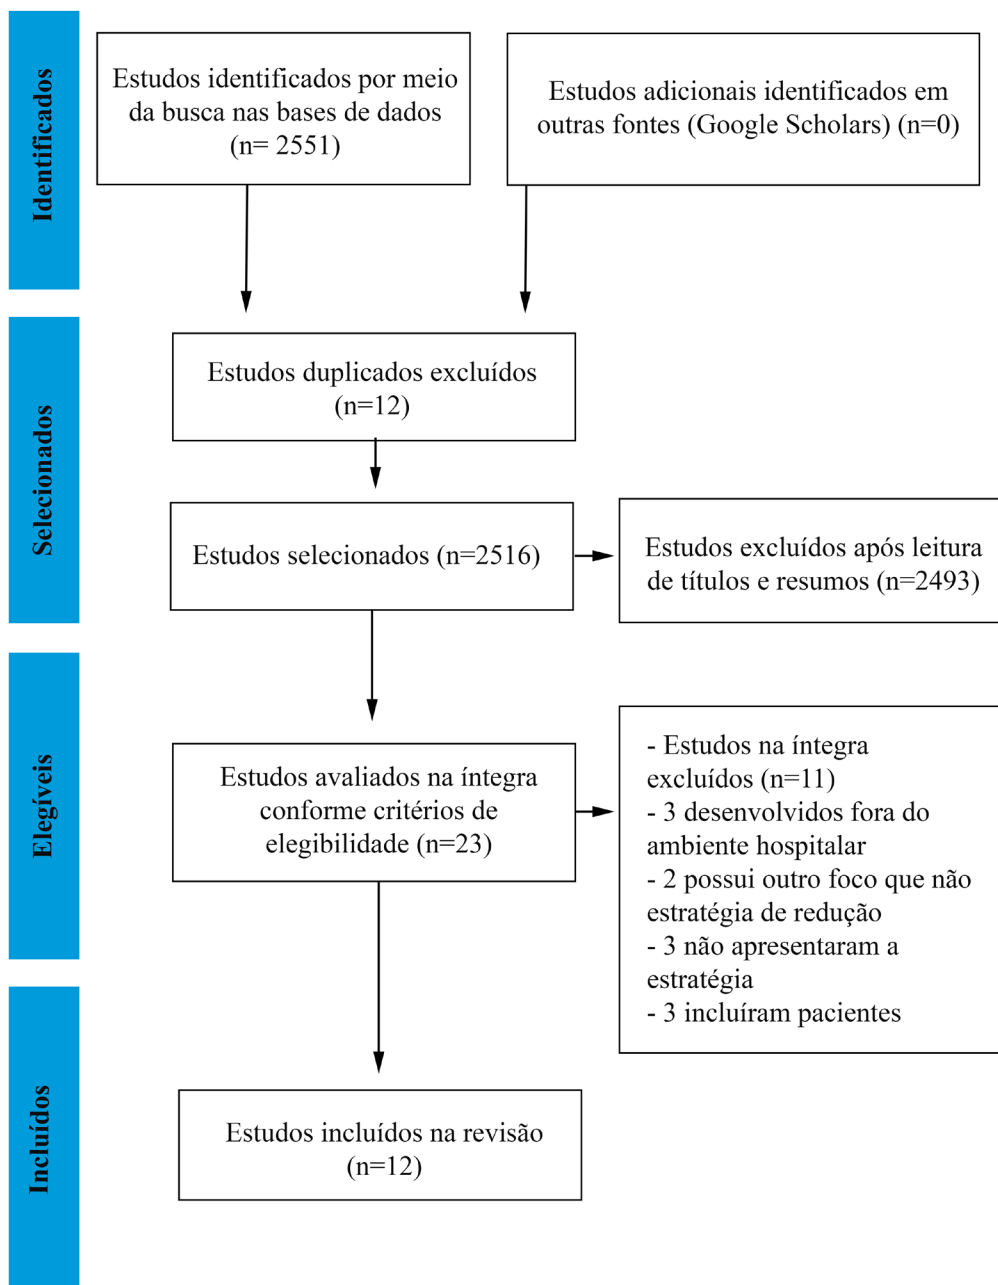 Identificados
Estudos identificados por meio
da busca nas bases de dados
(n= 2551)
Estudos adicionais identificados em
outras fontes (Google Scholars) (n=0)
Selecionados
Estudos duplicados excluídos
(n=12)
Estudos selecionados (n=2516)
Estudos excluídos após leitura
de títulos e resumos (n=2493)
Elegíveis
Estudos avaliados na íntegra
conforme critérios de
elegibilidade (n=23)
- Estudos na íntegra
excluídos (n=11)
- 3 desenvolvidos fora do
ambiente hospitalar
- 2 possui outro foco que não
estratégia de redução
- 3 não apresentaram a
estratégia
- 3 incluíram pacientes
Incluídos
Estudos incluídos na revisão
(n=12)